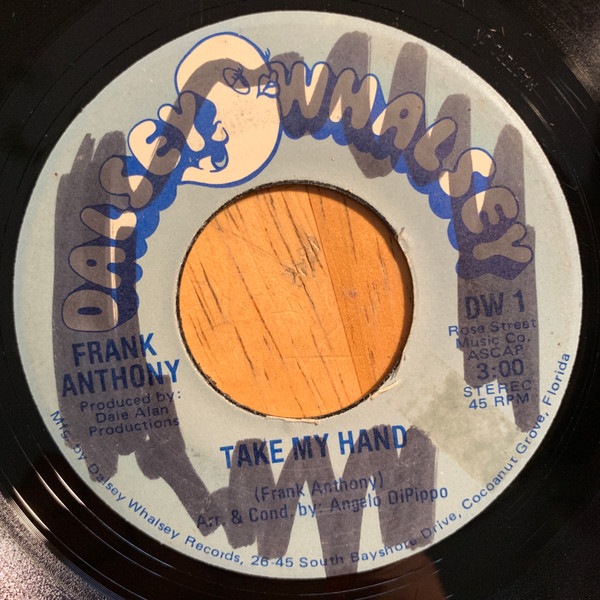 DALSEY WHALSEY
DW 1
Rose Street
Music Co.
ASCAP
3:00
STEREO
45 RPM
FRANK
ANTHONY
Produced by:
Dale Alan
Productions
TAKE MY HAND
(Frank Anthony)
Arr. & Cond. by: Angelo DiPippo
Mfg. by Dalsey Whalsey Records, 26-45 South Bayshore Drive, Cocoanut Grove, Florida